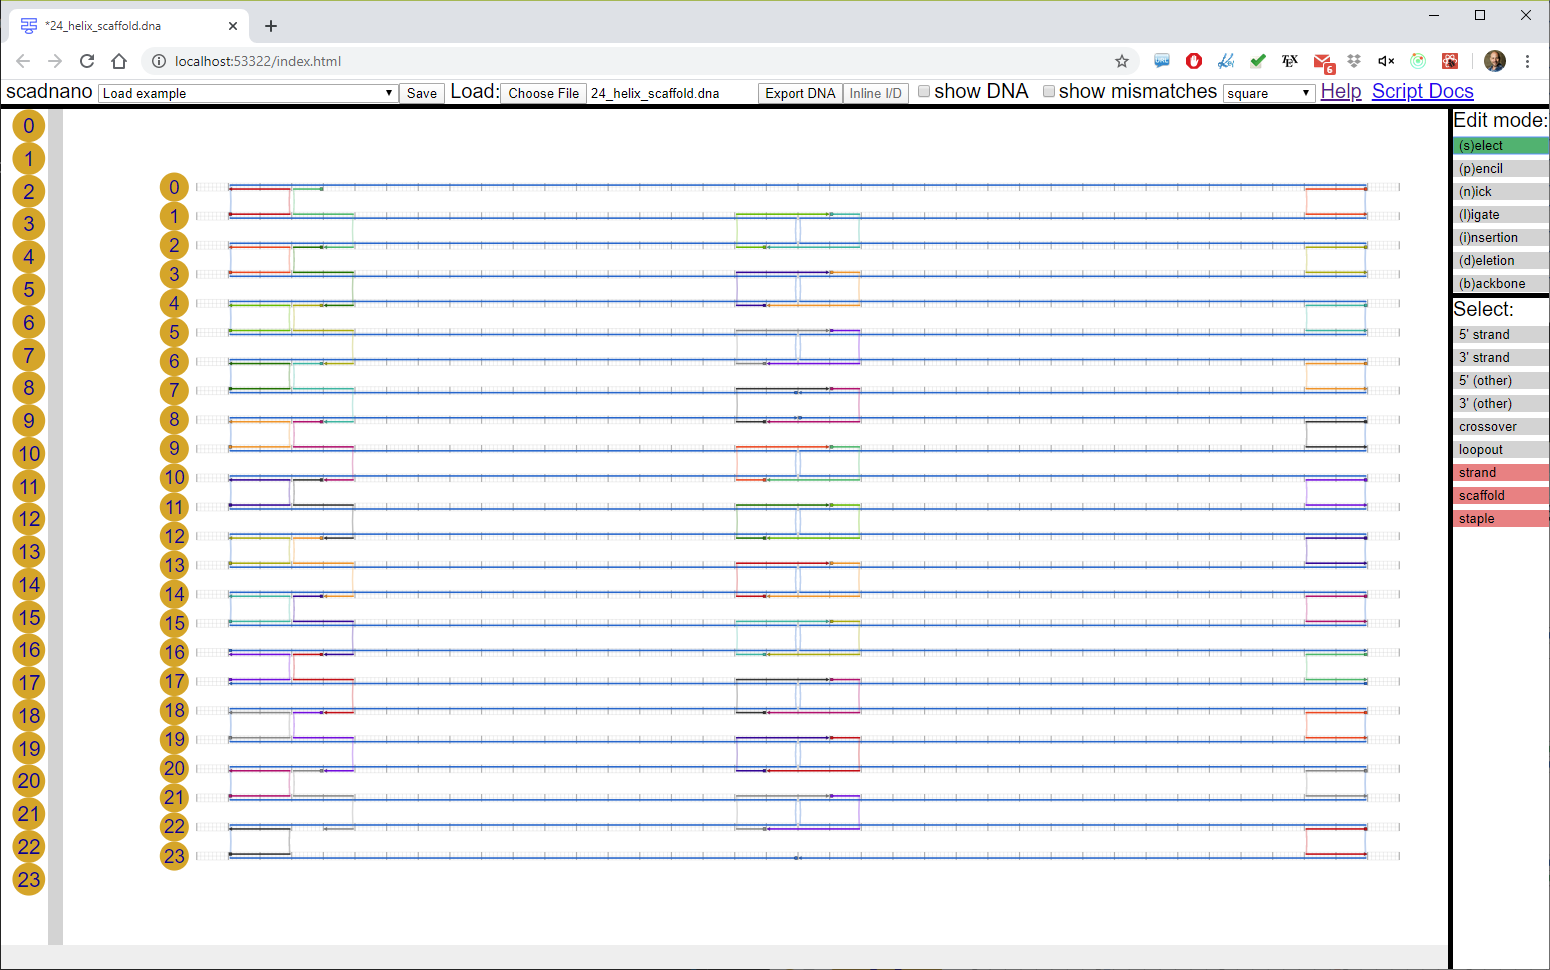 *24_helix_scaffold.dna
localhost:53322/index.html
6
scadnano Load example Save Load: Choose File 24_helix_scaffold.dna Export DNA Inline I/D show DNA show mismatches square Help Script Docs
0
1
2
3
4
5
6
7
8
9
10
11
12
13
14
15
16
17
18
19
20
21
22
23
0
1
2
3
4
5
6
7
8
9
10
11
12
13
14
15
16
17
18
19
20
21
22
23
Edit mode:
(s)elect
(p)encil
(n)ick
(l)igate
(i)nsertion
(d)eletion
(b)ackbone
Select:
5' strand
3' strand
5' (other)
3' (other)
crossover
loopout
strand
scaffold
staple